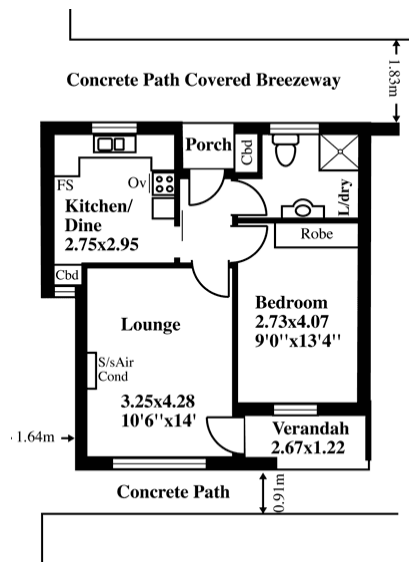 1.83m
Concrete Path Covered Breezeway
Porch
Cbd
FS
Ov
L/dry
Kitchen/
Dine
2.75x2.95
Robe
Cbd
Bedroom
2.73x4.07
9'0''x13'4''
Lounge
S/sAir
Cond
3.25x4.28
10'6''x14'
Verandah
2.67x1.22
1.64m
Concrete Path
0.91m